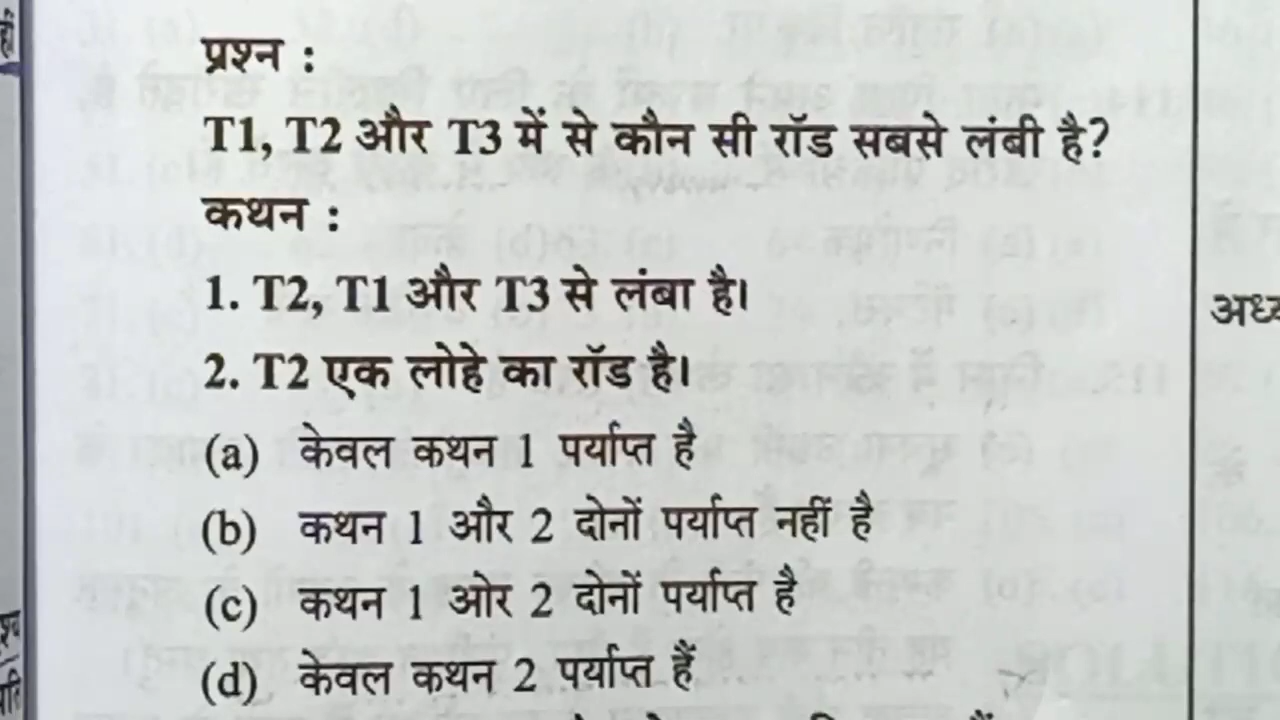 प्रश्न :
T1, T2 और T3 में से कौन सी रॉड सबसे लंबी है?
कथन :
1. T2, T1 और T3 से लंबा है।
2. T2 एक लोहे का रॉड है।
(a) केवल कथन 1 पर्याप्त है
(b) कथन 1 और 2 दोनों पर्याप्त नहीं है
(c) कथन 1 ओर 2 दोनों पर्याप्त है
(d) केवल कथन 2 पर्याप्त हैं